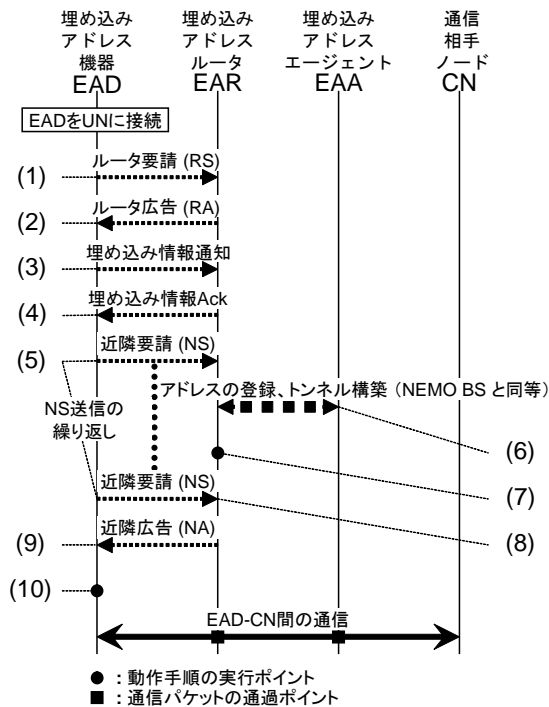 埋め込み
アドレス
機器
EAD
埋め込み
アドレス
ルータ
EAR
埋め込み
アドレス
エージェント
EAA
通信
相手
ノード
CN
EADをUNに接続
(1)
ルータ要請 (RS)
(2)
ルータ広告 (RA)
(3)
埋め込み情報通知
(4)
埋め込み情報Ack
(5)
近隣要請 (NS)
アドレスの登録、トンネル構築 (NEMO BS と同等)
NS送信の
繰り返し
(6)
(7)
近隣要請 (NS)
(8)
(9)
近隣広告 (NA)
(10)
EAD-CN間の通信
● : 動作手順の実行ポイント
■ : 通信パケットの通過ポイント